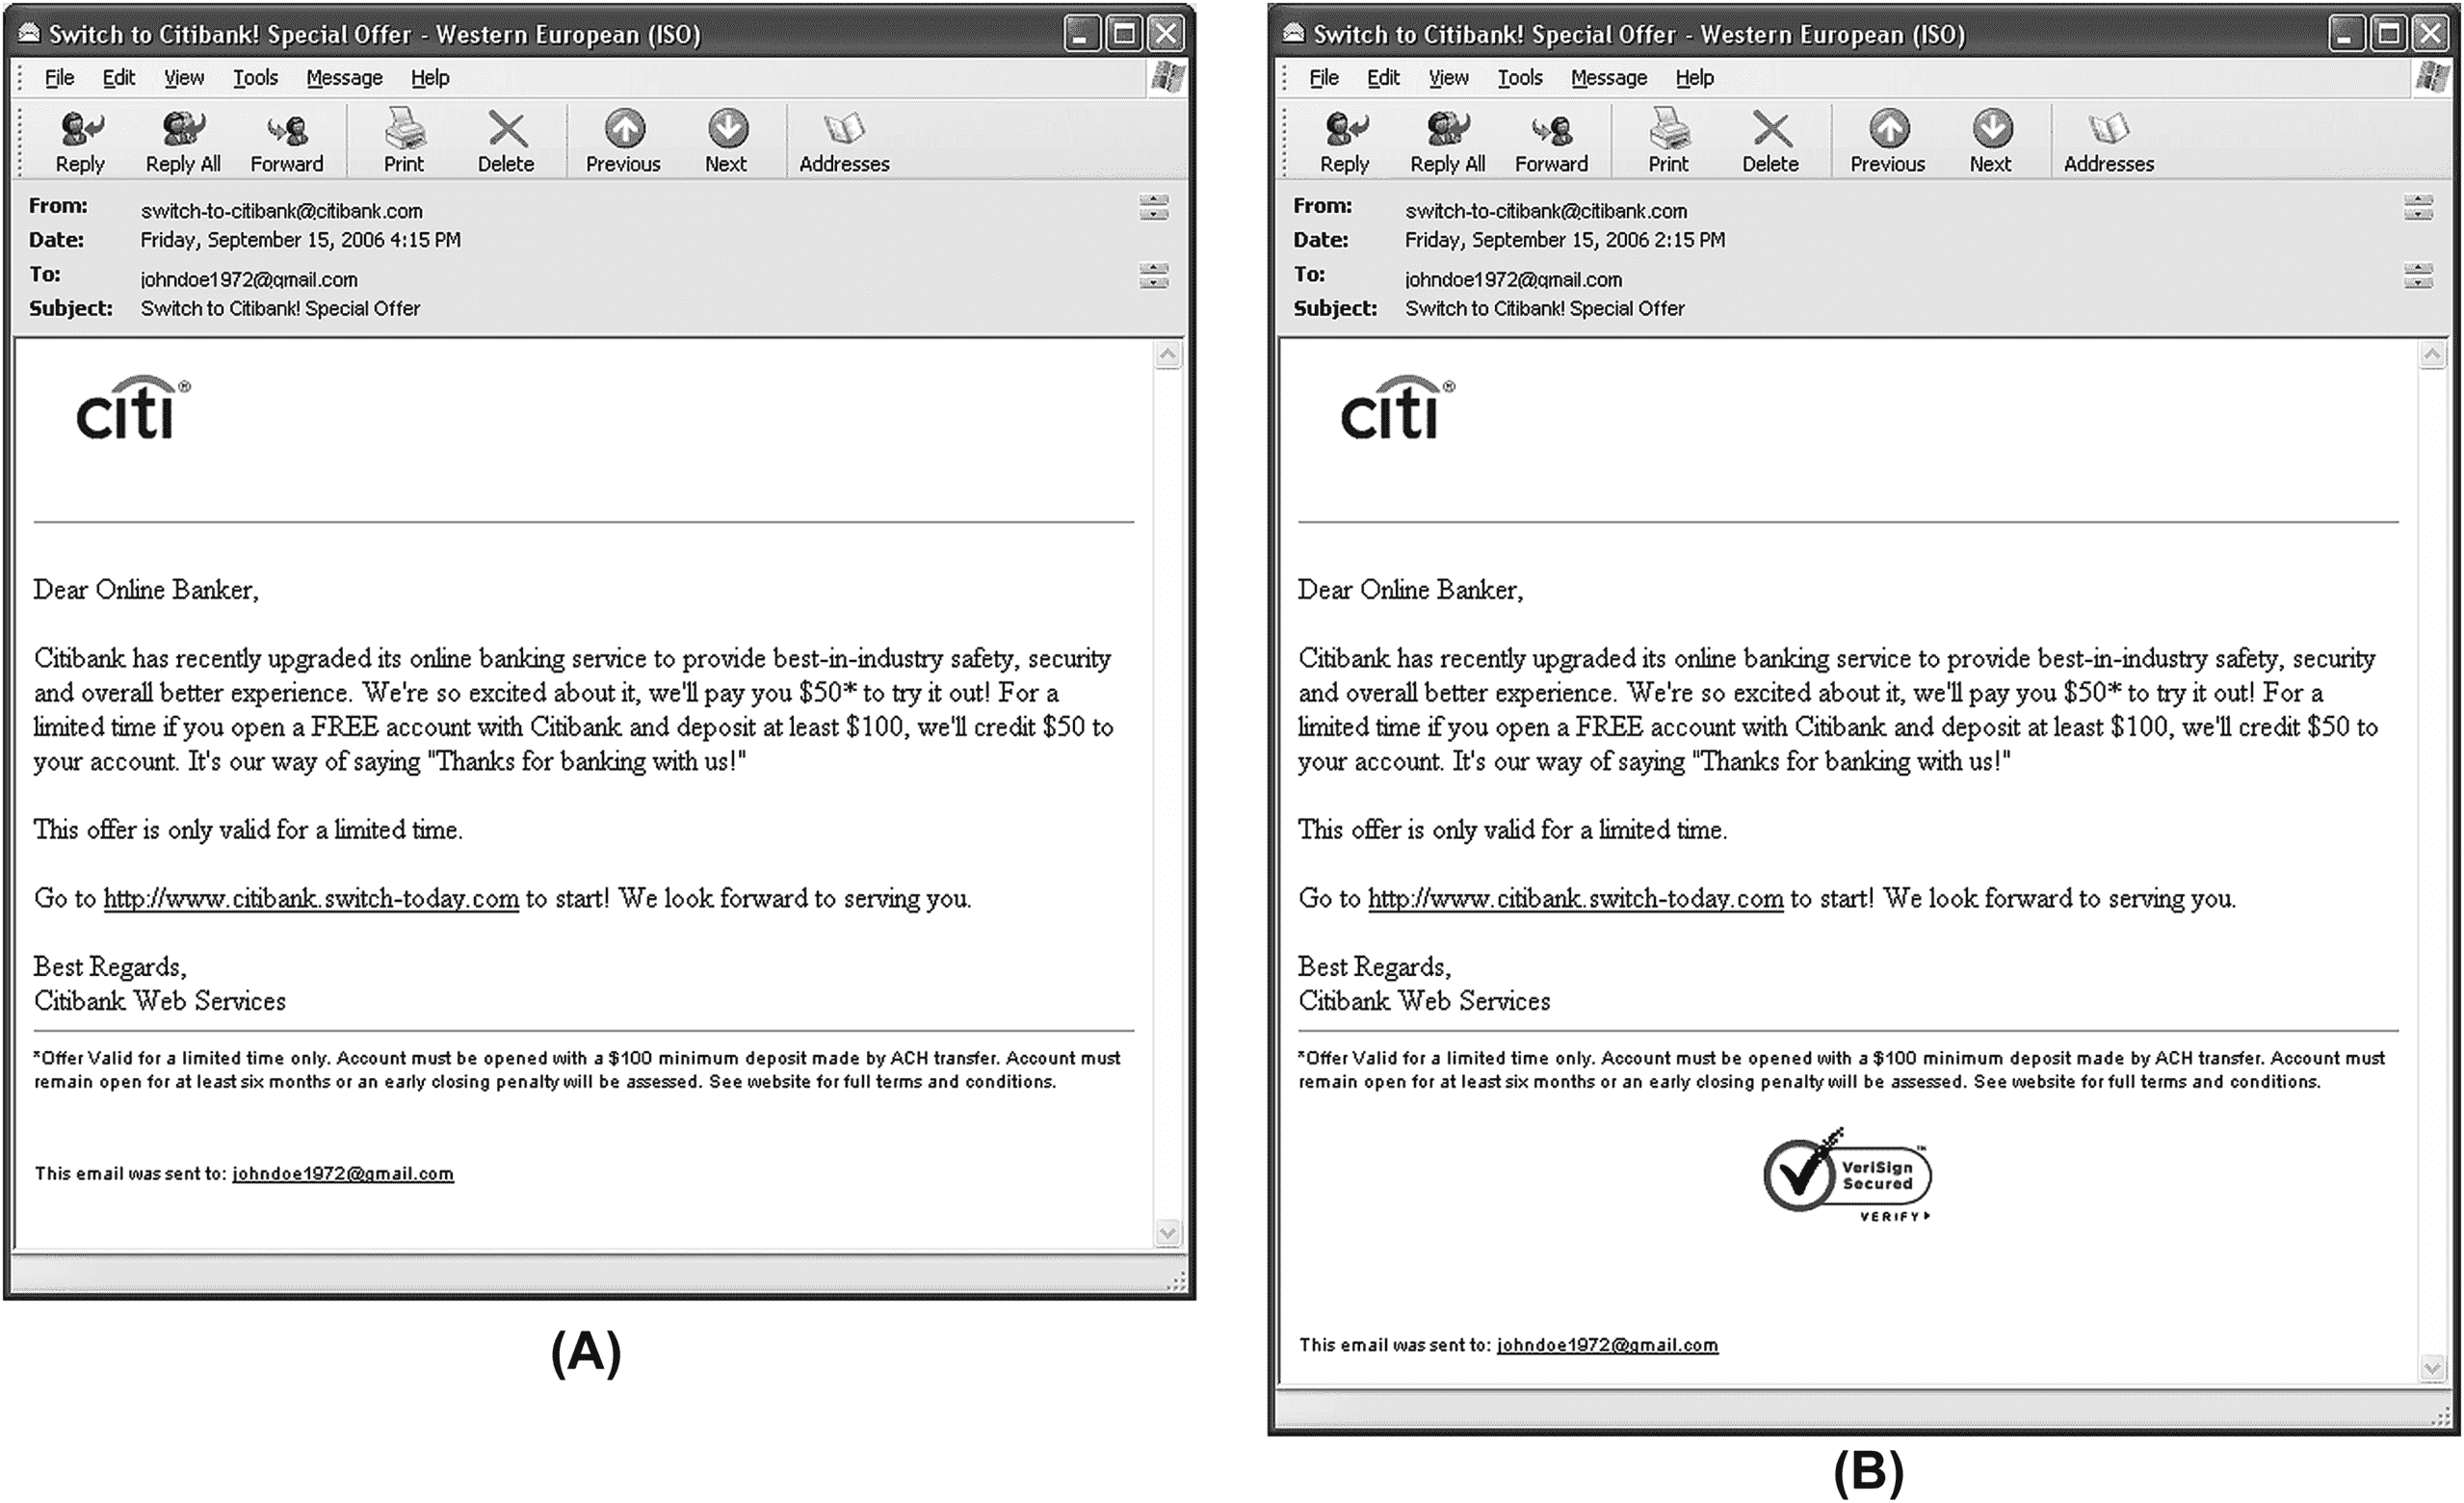 Switch to Citibank! Special Offer - Western European (ISO)
File Edit View Tools Message Help
Reply Reply All Forward Print Delete Previous Next Addresses
From: switch-to-citibank@citibank.com
Date: Friday, September 15, 2006 4:15 PM
To: johndoe1972@gmail.com
Subject: Switch to Citibank! Special Offer
citi®
Dear Online Banker,
Citibank has recently upgraded its online banking service to provide best-in-industry safety, security
and overall better experience. We're so excited about it, we'll pay you $50* to try it out! For a
limited time if you open a FREE account with Citibank and deposit at least $100, we'll credit $50 to
your account. It's our way of saying "Thanks for banking with us!"
This offer is only valid for a limited time.
Go to http://www.citibank.switch-today.com to start! We look forward to serving you.
Best Regards,
Citibank Web Services
*Offer Valid for a limited time only. Account must be opened with a $100 minimum deposit made by ACH transfer. Account must
remain open for at least six months or an early closing penalty will be assessed. See website for full terms and conditions.
This email was sent to: johndoe1972@gmail.com
(A)
Switch to Citibank! Special Offer - Western European (ISO)
File Edit View Tools Message Help
Reply Reply All Forward Print Delete Previous Next Addresses
From: switch-to-citibank@citibank.com
Date: Friday, September 15, 2006 2:15 PM
To: johndoe1972@gmail.com
Subject: Switch to Citibank! Special Offer
citi®
Dear Online Banker,
Citibank has recently upgraded its online banking service to provide best-in-industry safety, security
and overall better experience. We're so excited about it, we'll pay you $50* to try it out! For a
limited time if you open a FREE account with Citibank and deposit at least $100, we'll credit $50 to
your account. It's our way of saying "Thanks for banking with us!"
This offer is only valid for a limited time.
Go to http://www.citibank.switch-today.com to start! We look forward to serving you.
Best Regards,
Citibank Web Services
*Offer Valid for a limited time only. Account must be opened with a $100 minimum deposit made by ACH transfer. Account must
remain open for at least six months or an early closing penalty will be assessed. See website for full terms and conditions.
VeriSign™
Secured
VERIFY
This email was sent to: johndoe1972@gmail.com
(B)